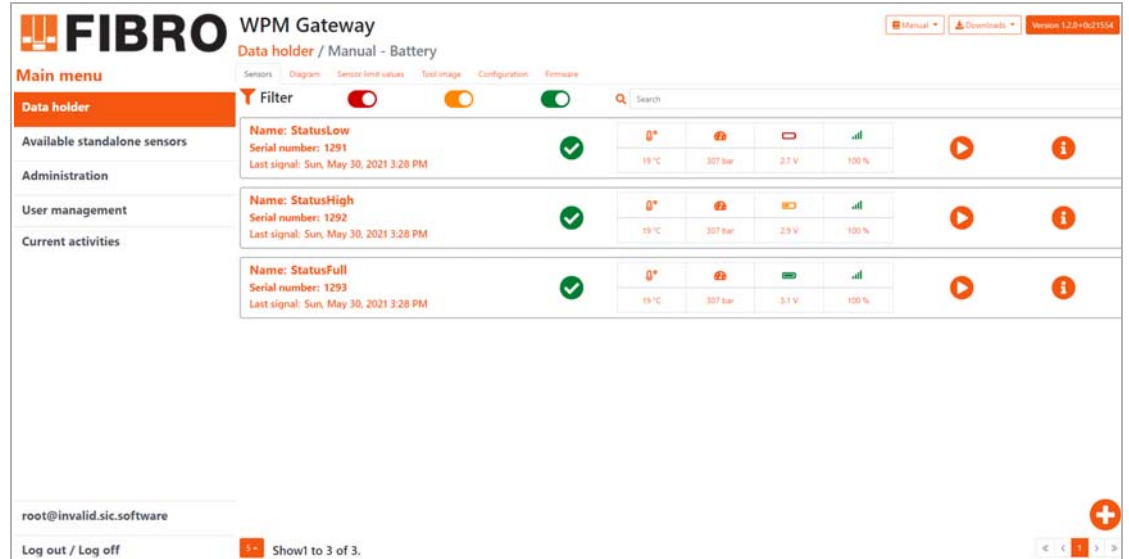 FIBRO
WPM Gateway
Manual
Downloads
Version 1.2.0+0c21554
Data holder / Manual - Battery
Main menu
Sensors Diagram Sensor limit values Tool image Configuration Firmware
Filter
Search
Data holder
Available standalone sensors
Administration
User management
Current activities
Name: StatusLow
Serial number: 1291
Last signal: Sun, May 30, 2021 3:28 PM
19 °C 307 bar 2.7 V 100 %
Name: StatusHigh
Serial number: 1292
Last signal: Sun, May 30, 2021 3:28 PM
19 °C 307 bar 2.9 V 100 %
Name: StatusFull
Serial number: 1293
Last signal: Sun, May 30, 2021 3:28 PM
19 °C 307 bar 3.1 V 100 %
root@invalid.sic.software
Log out / Log off
5
Show1 to 3 of 3.
« ‹ 1 › »